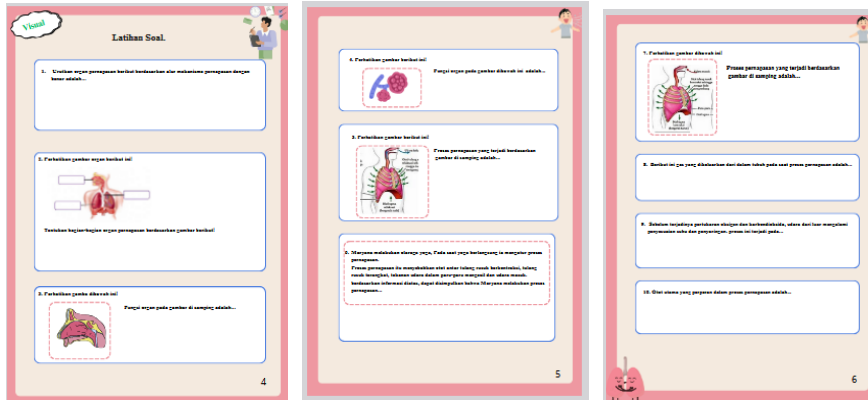 Visual
Latihan Soal.
1. Urutkan organ pernapasan berikut berdasarkan alur mekanisme pernapasan dengan
benar adalah...
2. Perhatikan gambar organ berikut ini!
Tentukan bagian-bagian organ pernapasan berdasarkan gambar berikut!
3. Perhatikan gambar dibawah ini!
Fungsi organ pada gambar di samping adalah...
4
4. Perhatikan gambar berikut ini!
Fungsi organ pada gambar dibawah ini adalah...
5. Perhatikan gambar berikut ini!
Proses pernapasan yang terjadi berdasarkan
gambar di samping adalah...
6. Maryana melakukan olaraga yoga, Pada saat yoga berlangsung ia mengatur proses
pernapasan.
Proses pernapasan itu menyebabkan otot antar tulang rusuk berkontraksi, tulang
rusuk terangkat, tekanan udara dalam paru-paru mengecil dan udara masuk.
berdasarkan informasi diatas, dapat disimpulkan bahwa Maryana melakukan proses
pernapasan...
5
7. Perhatikan gambar dibawah ini!
Proses pernapasan yang terjadi berdasarkan
gambar di samping adalah...
8. Berikut ini gas yang dikeluarkan dari dalam tubuh pada saat proses pernapasan adalah...
9. Sebelum terjadinya pertukaran oksigen dan karbondioksida, udara dari luar mengalami
penyesuaian suhu dan penyaringan. proses ini terjadi pada...
10. Otot utama yang perperan dalam proses pernapasan adalah...
6